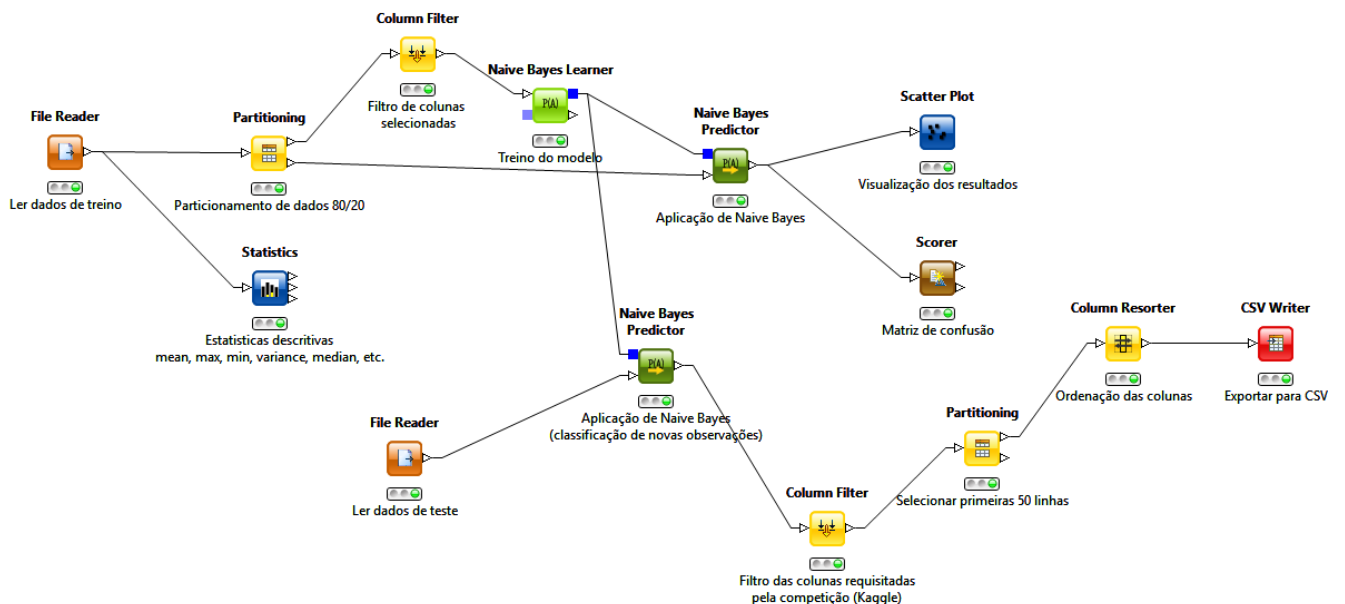 Column Filter
Filtro de colunas
selecionadas
Naive Bayes Learner
P(A)
Treino do modelo
File Reader
Ler dados de treino
Partitioning
Particionamento de dados 80/20
Naive Bayes
Predictor
P(A)
Aplicação de Naive Bayes
Scatter Plot
Visualização dos resultados
Statistics
Estatisticas descritivas
mean, max, min, variance, median, etc.
Scorer
Matriz de confusão
Naive Bayes
Predictor
P(A)
Aplicação de Naive Bayes
(classificação de novas observações)
File Reader
Ler dados de teste
Column Resorter
Ordenação das colunas
CSV Writer
Exportar para CSV
Partitioning
Selecionar primeiras 50 linhas
Column Filter
Filtro das colunas requisitadas
pela competição (Kaggle)